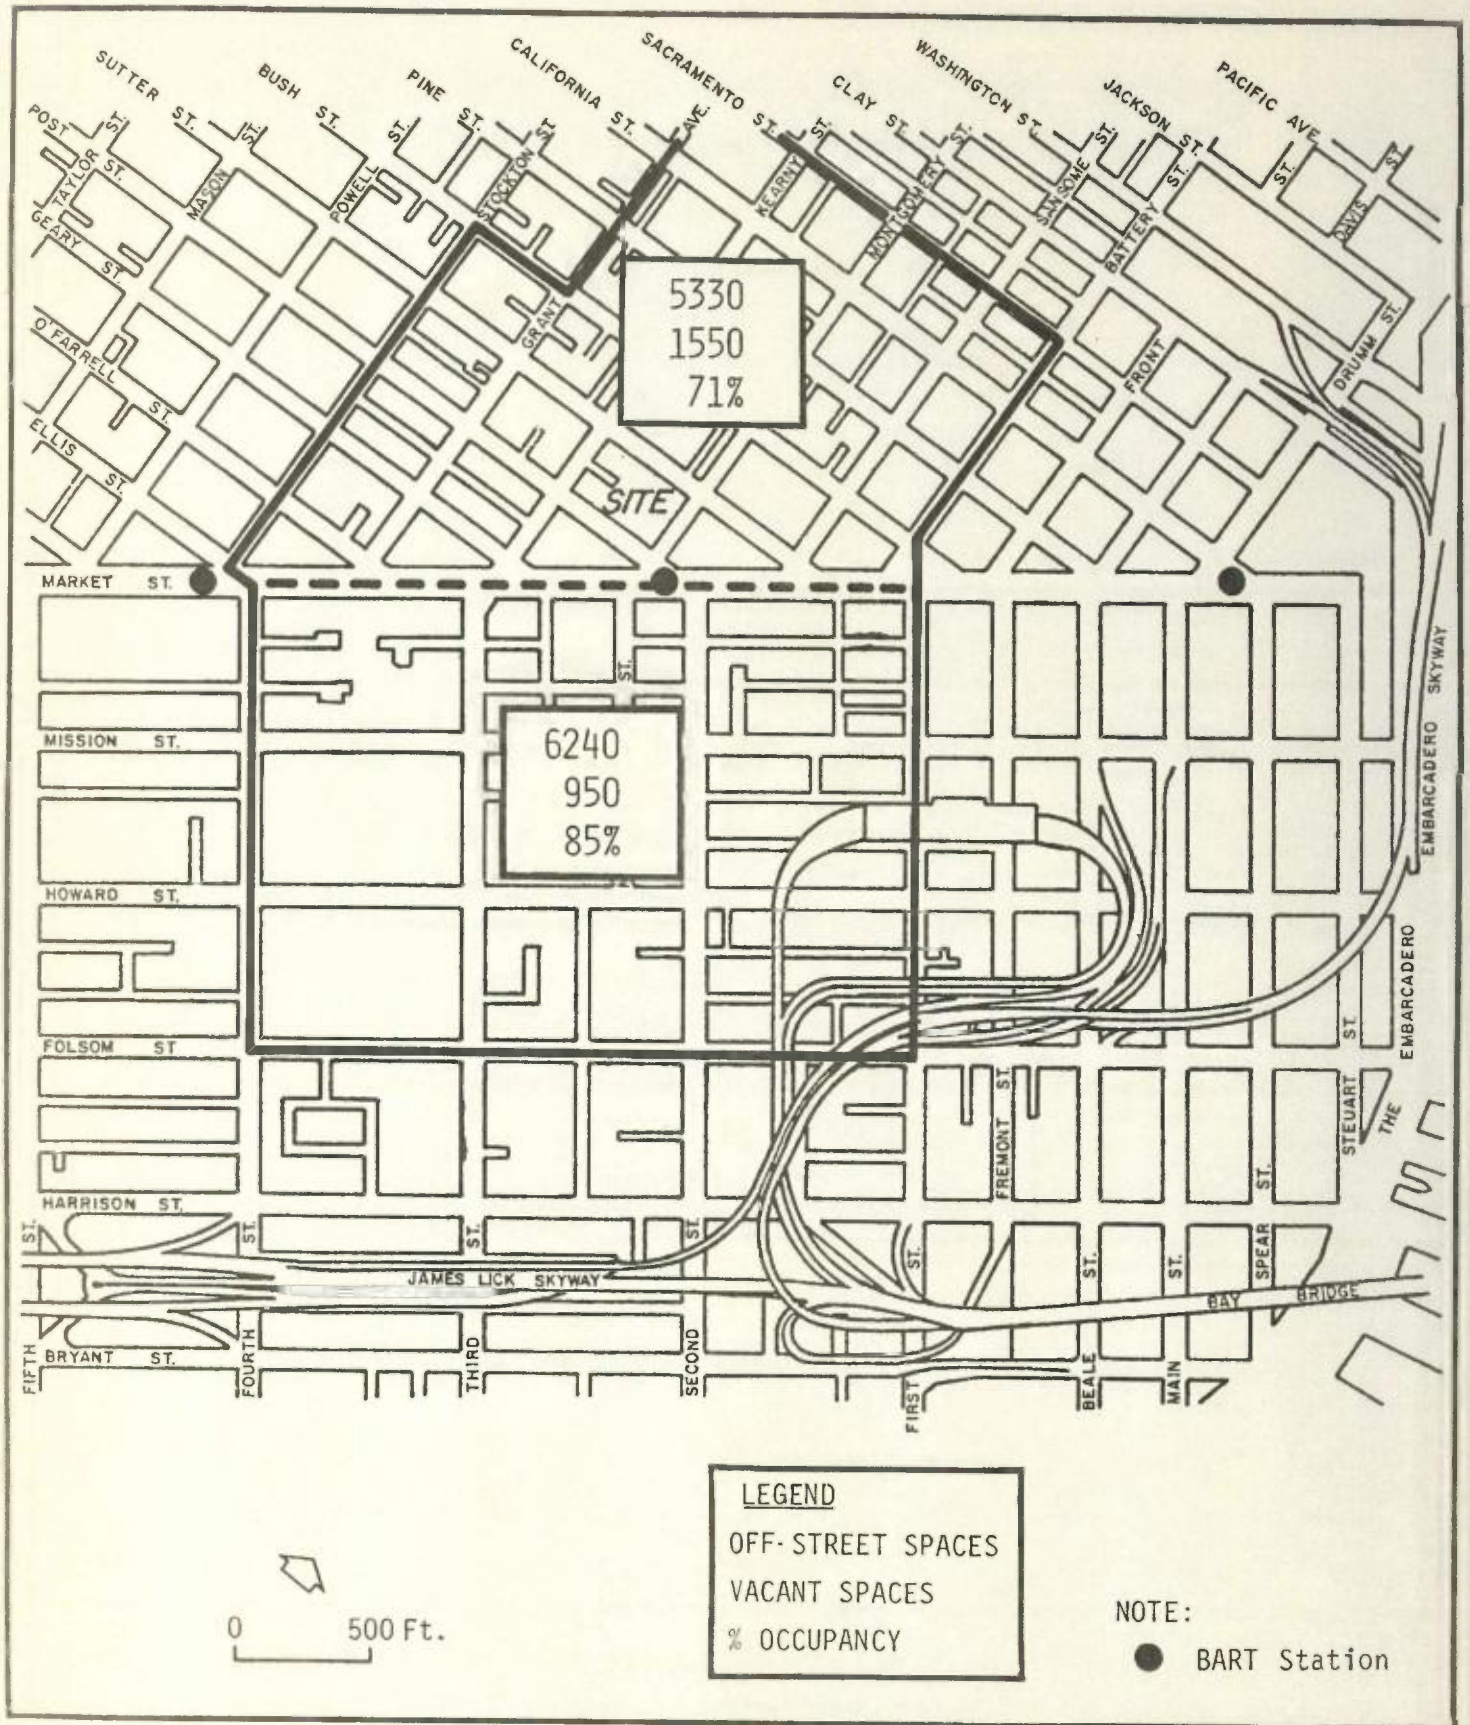 SUTTER ST.
BUSH ST.
PINE ST.
CALIFORNIA ST.
SACRAMENTO ST.
CLAY ST.
WASHINGTON ST.
JACKSON ST.
PACIFIC AVE
POST ST.
GEARY ST.
O'FARRELL ST.
ELLIS ST.
TAYLOR ST.
MASON ST.
POWELL ST.
STOCKTON ST
GRANT AVE.
KEARNY ST.
MONTGOMERY ST.
SANSOME ST.
BATTERY ST.
FRONT
DAVIS ST
DRUMM ST.
5330
1550
71%
SITE
MARKET ST.
6240
950
85%
MISSION ST.
HOWARD ST.
FOLSOM ST
HARRISON ST.
JAMES LICK SKYWAY
BAY BRIDGE
BRYANT ST.
FIFTH ST.
FOURTH ST.
THIRD ST.
SECOND ST.
ST.
FIRST ST.
FREMONT ST.
BEALE ST.
MAIN ST.
SPEAR ST.
STEUART ST.
THE EMBARCADERO
EMBARCADERO SKYWAY
LEGEND
OFF-STREET SPACES
VACANT SPACES
% OCCUPANCY
0 500 Ft.
NOTE:
BART Station